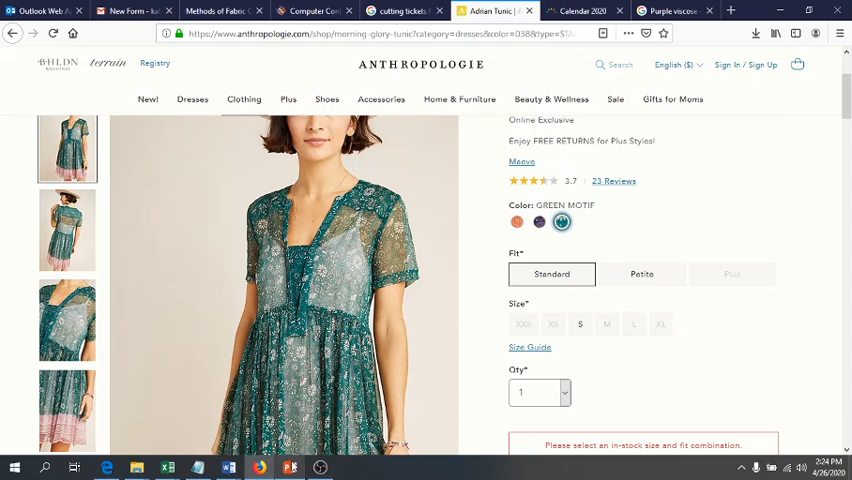 Outlook Web A
New Form - ka
Methods of Fabric C
Computer Con
cutting tickets f
Adrian Tunic | A
Calendar 2020
Purple viscose
https://www.anthropologie.com/shop/morning-glory-tunic?category=dresses&color=038&type=STA
BHLDN
WEDDINGS
terrain
Registry
ANTHROPOLOGIE
Search
English ($)
Sign In / Sign Up
New!
Dresses
Clothing
Plus
Shoes
Accessories
Home & Furniture
Beauty & Wellness
Sale
Gifts for Moms
Online Exclusive
Enjoy FREE RETURNS for Plus Styles!
Maeve
3.7
23 Reviews
Color: GREEN MOTIF
Fit*
Standard
Petite
Plus
Size*
XXS XS S M L XL
Size Guide
Qty*
1
Please select an in-stock size and fit combination.
2:24 PM
4/26/2020